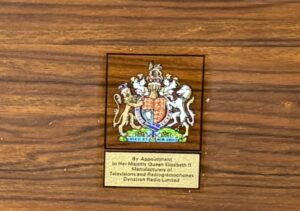 By Appointment
to Her Majesty Queen Elizabeth II
Manufacturers of
Televisions and Radiogramophones
Dynatron Radio Limited